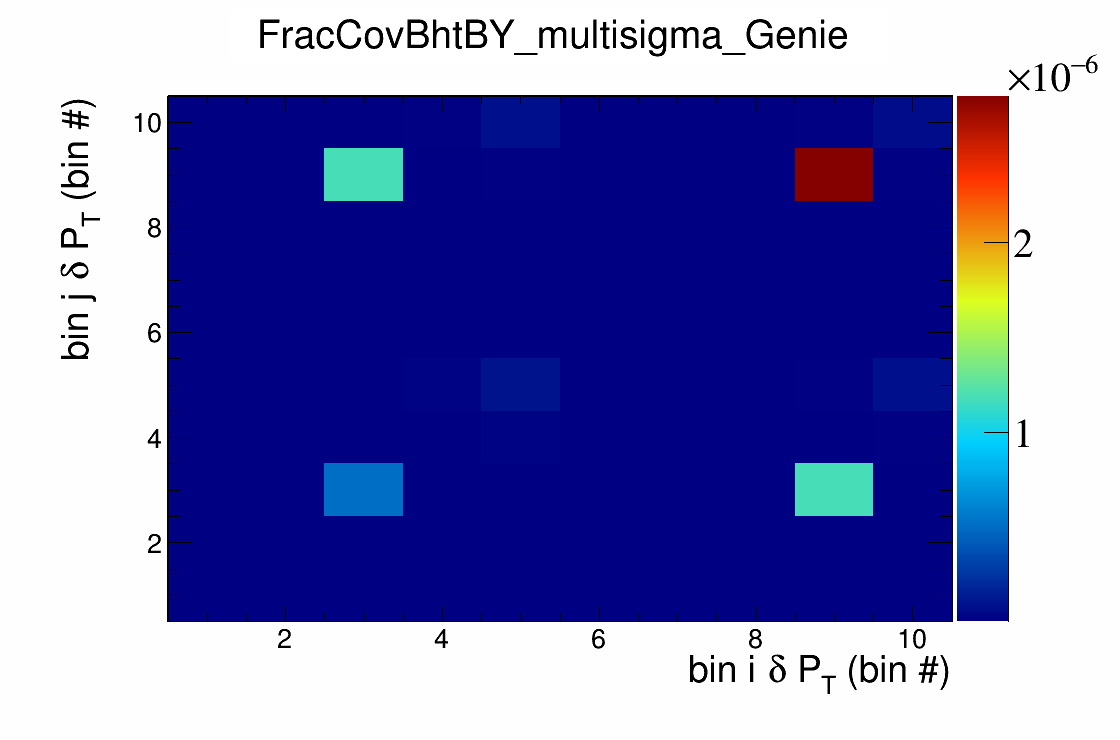 FracCovBhtBY_multisigma_Genie
×10⁻⁶
bin j δ P_T (bin #)
10
8
6
4
2
2
1
2 4 6 8 10
bin i δ P_T (bin #)